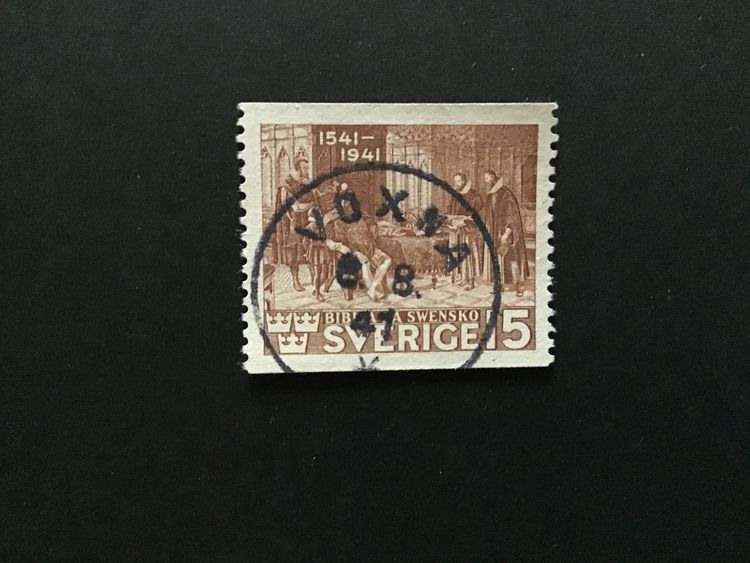 1541–
1941
VOXNA
8. 8.
47
BIBLIA SWENSKO
SVERIGE 15